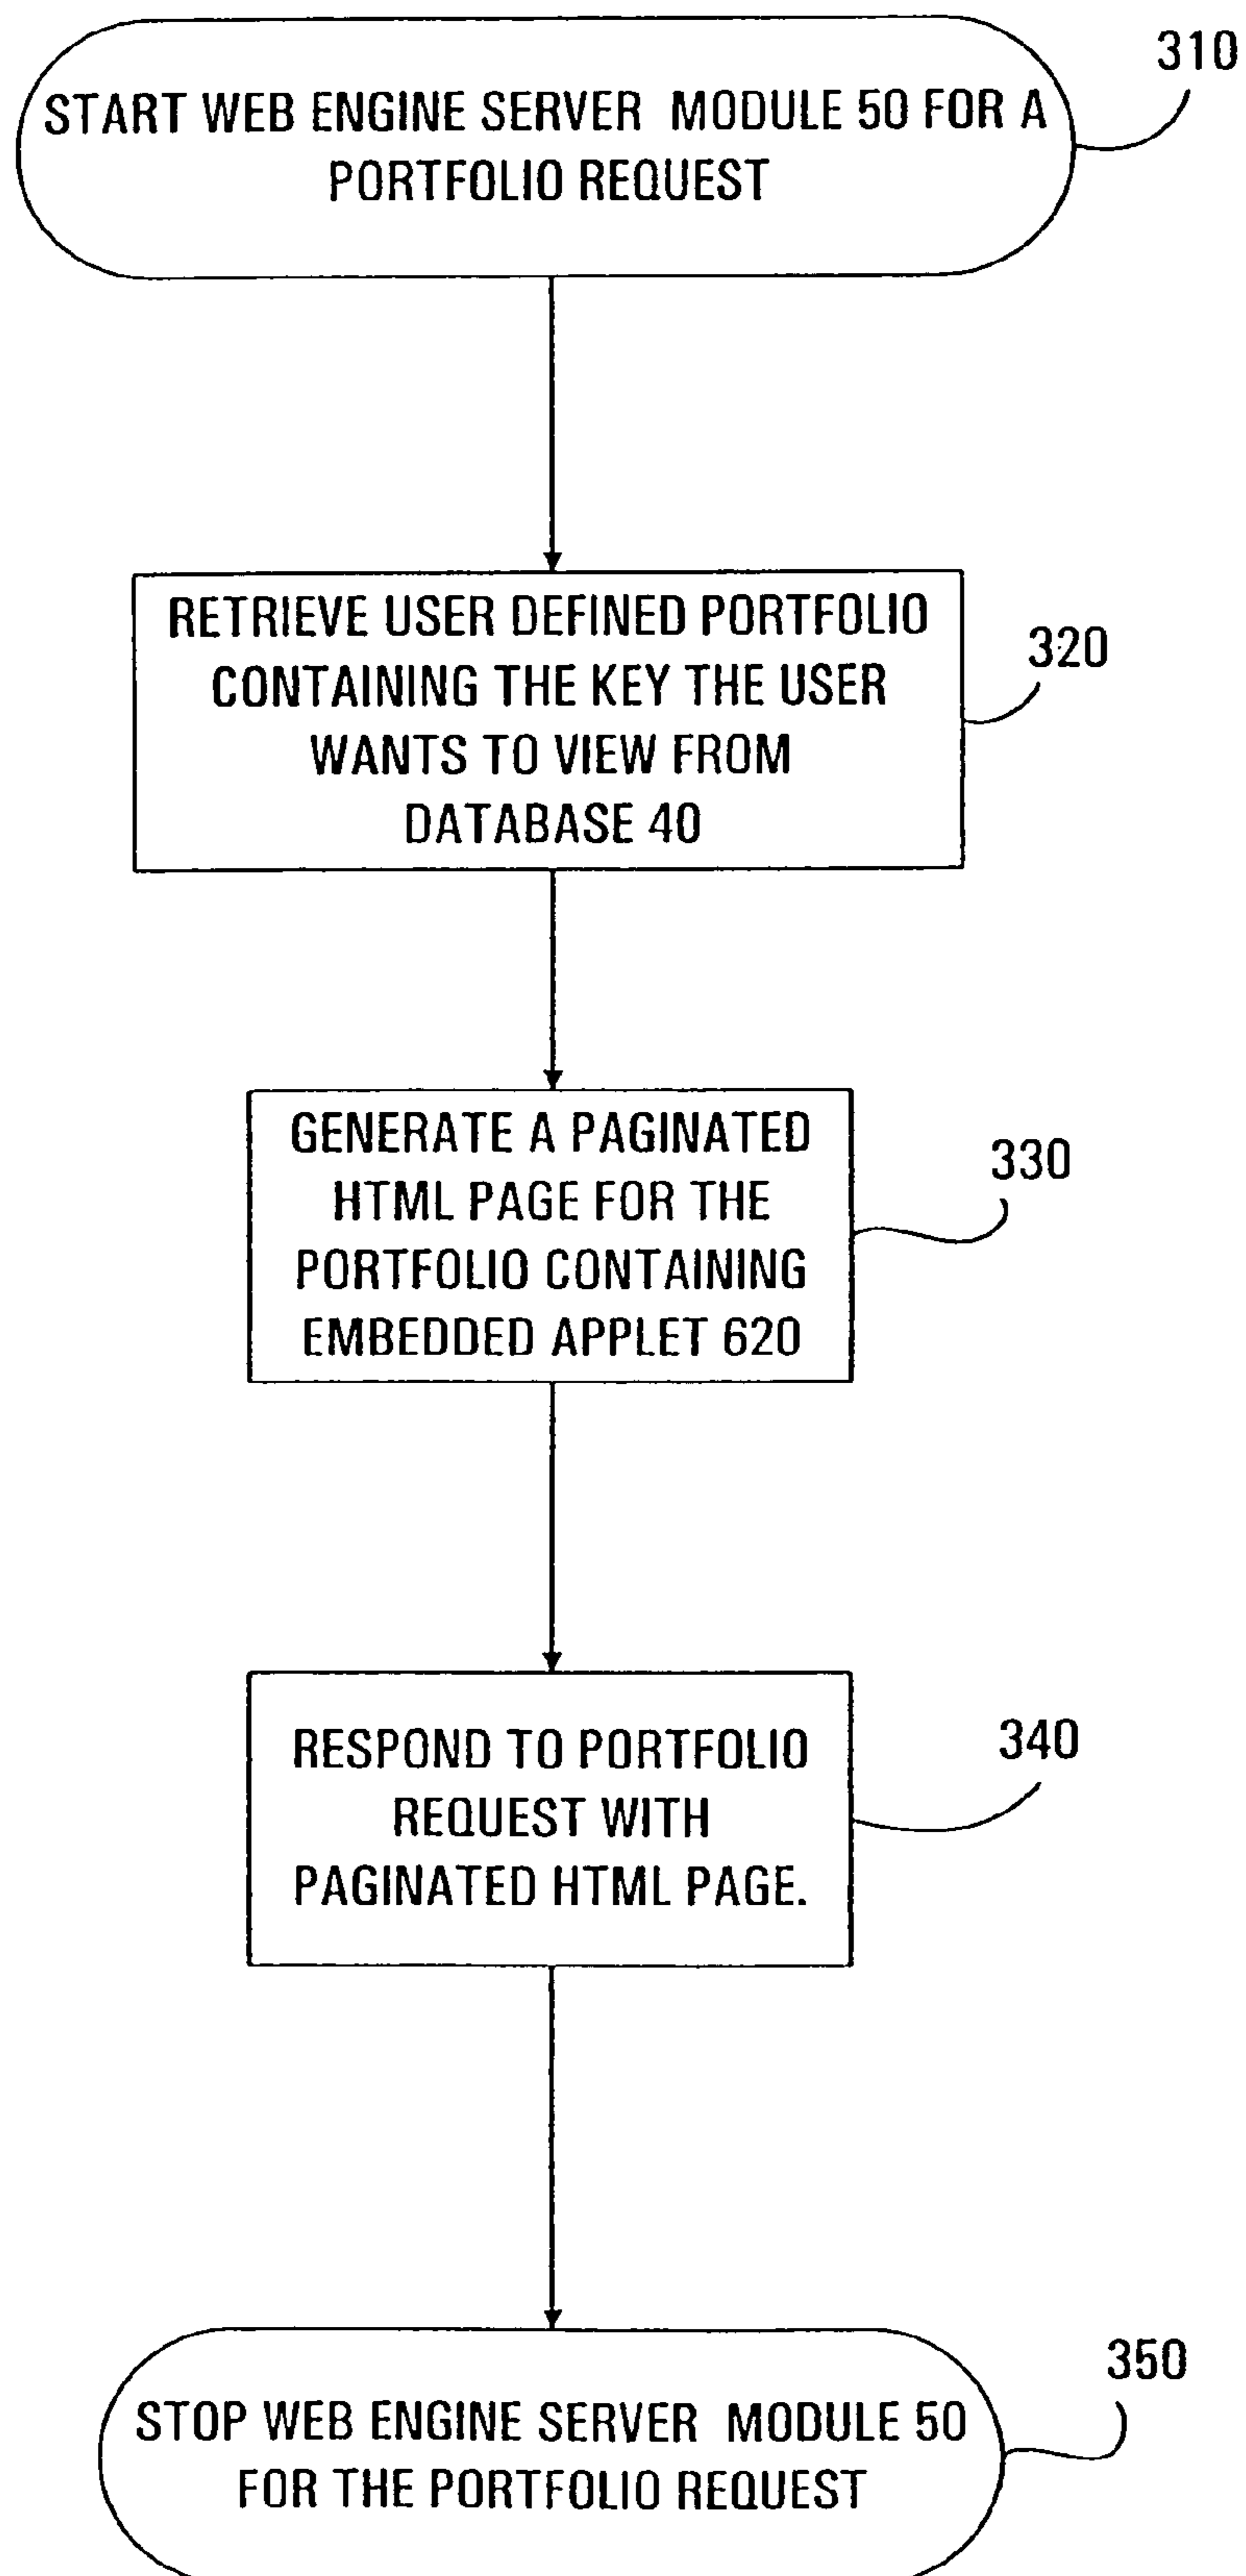 310
START WEB ENGINE SERVER MODULE 50 FOR A
PORTFOLIO REQUEST
RETRIEVE USER DEFINED PORTFOLIO
CONTAINING THE KEY THE USER
WANTS TO VIEW FROM
DATABASE 40
320
GENERATE A PAGINATED
HTML PAGE FOR THE
PORTFOLIO CONTAINING
EMBEDDED APPLET 620
330
RESPOND TO PORTFOLIO
REQUEST WITH
PAGINATED HTML PAGE.
340
STOP WEB ENGINE SERVER MODULE 50
FOR THE PORTFOLIO REQUEST
350